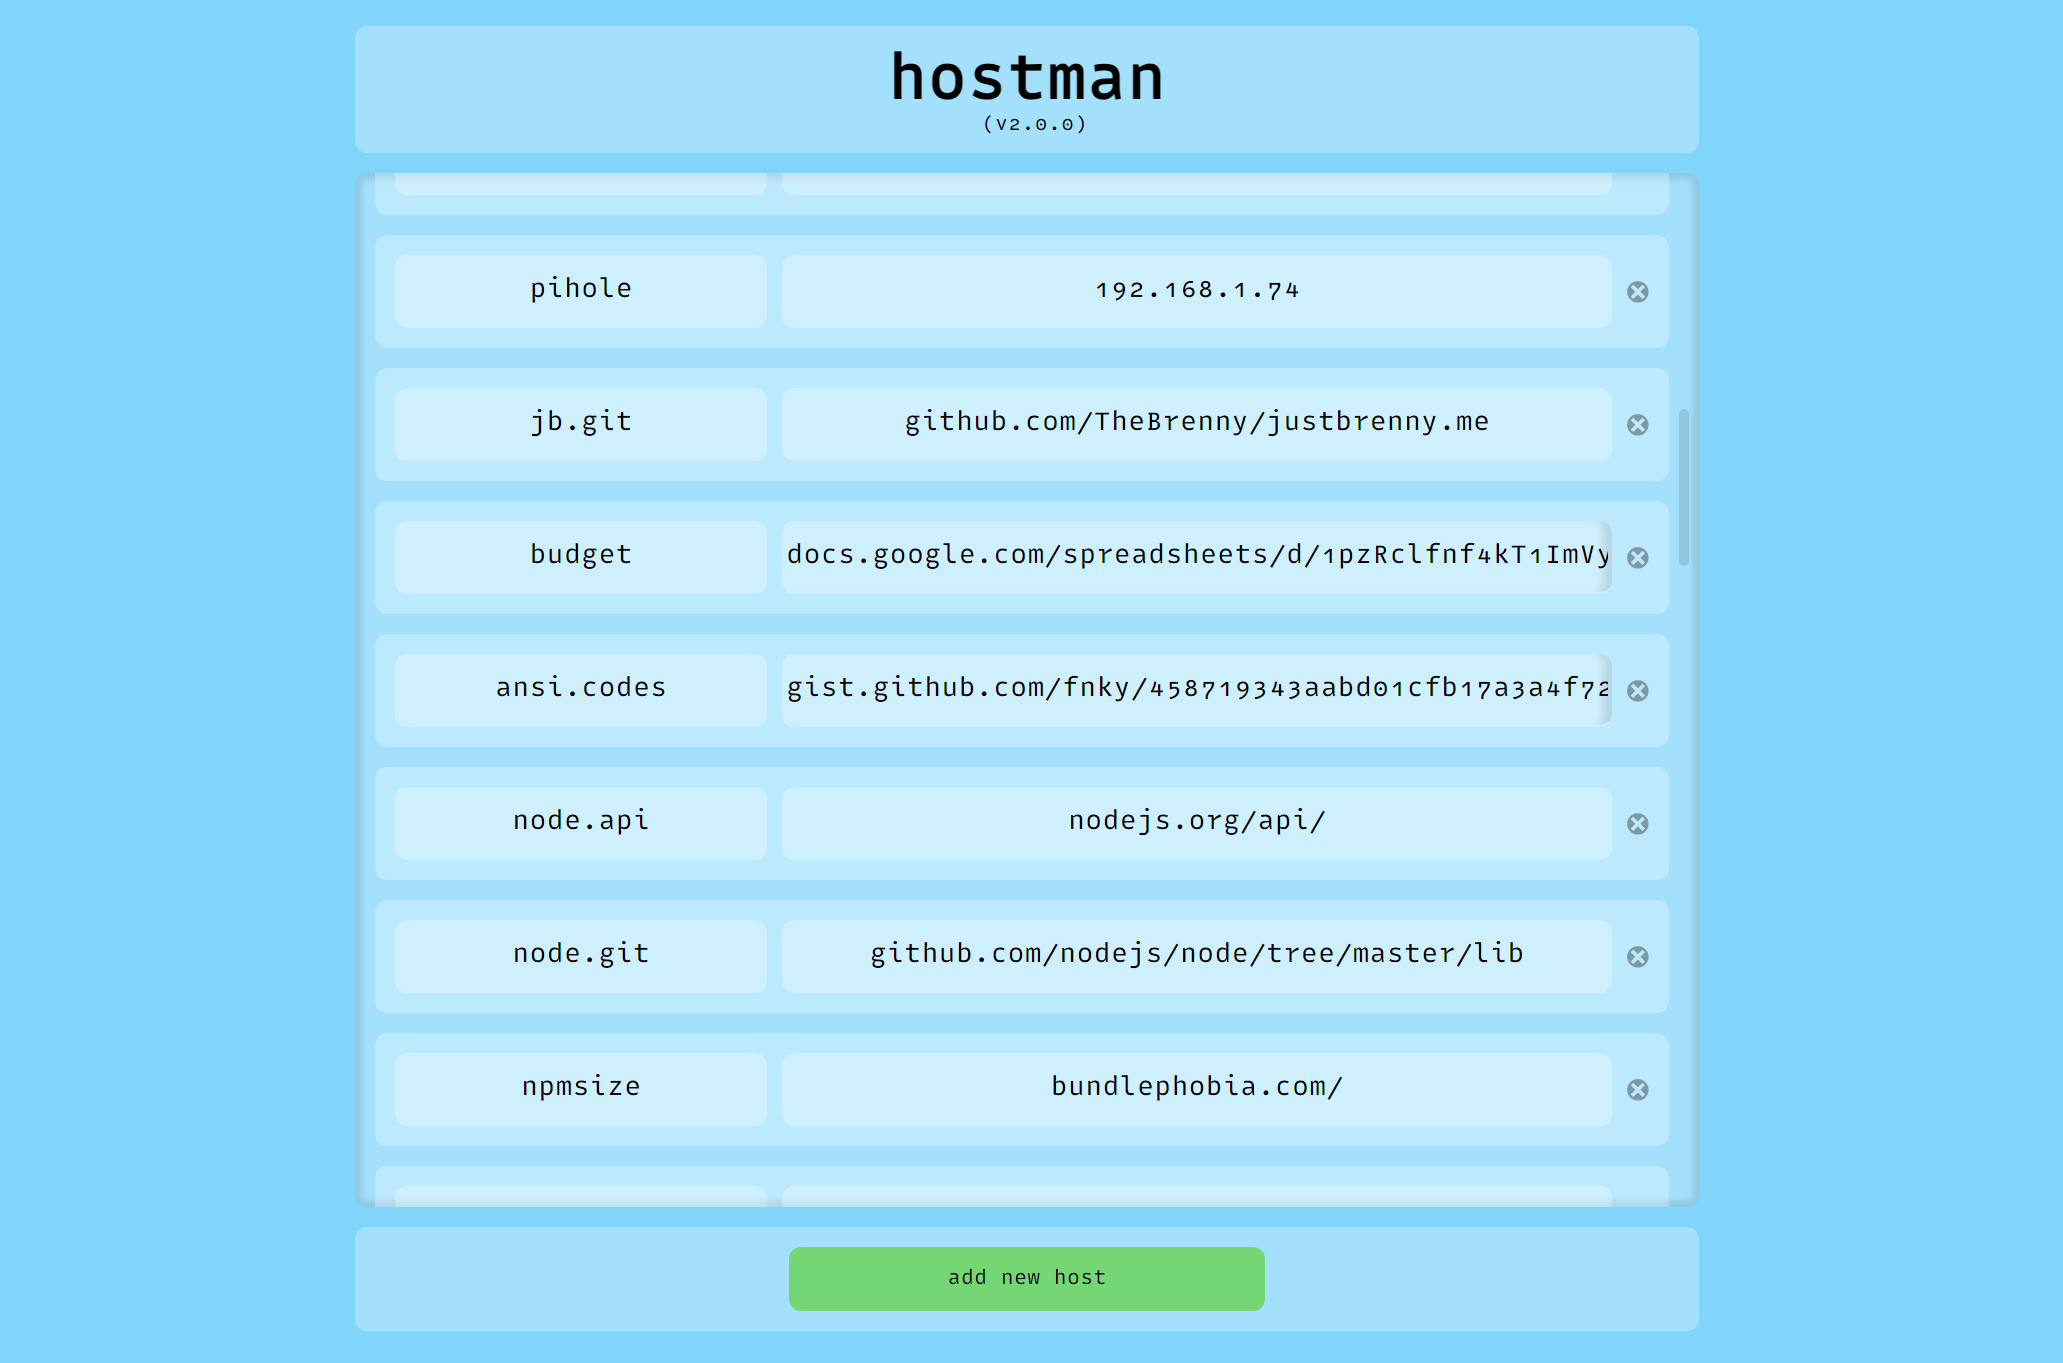 hostman
(v2.0.0)
pihole 192.168.1.74
jb.git github.com/TheBrenny/justbrenny.me
budget docs.google.com/spreadsheets/d/1pzRclfnf4kT1ImVy
ansi.codes gist.github.com/fnky/458719343aabd01cfb17a3a4f72
node.api nodejs.org/api/
node.git github.com/nodejs/node/tree/master/lib
npmsize bundlephobia.com/
add new host